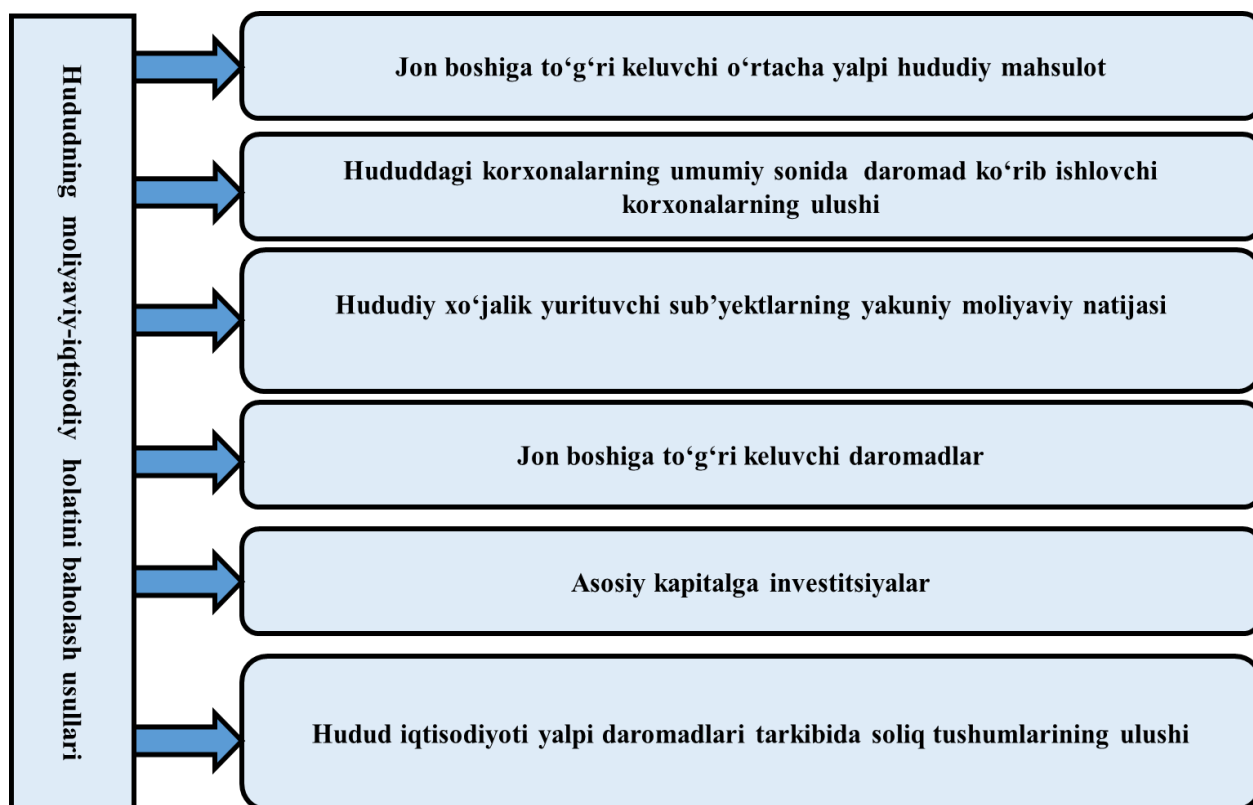 Hududning moliyaviy-iqtisodiy holatini baholash usullari
Jon boshiga to‘g‘ri keluvchi o‘rtacha yalpi hududiy mahsulot
Hududdagi korxonalarning umumiy sonida daromad ko‘rib ishlovchi
korxonalarning ulushi
Hududiy xo‘jalik yurituvchi sub’yektlarning yakuniy moliyaviy natijasi
Jon boshiga to‘g‘ri keluvchi daromadlar
Asosiy kapitalga investitsiyalar
Hudud iqtisodiyoti yalpi daromadlari tarkibida soliq tushumlarining ulushi